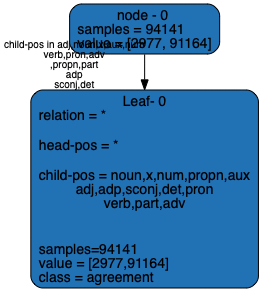 node - 0
samples = 94141
value = [2977, 91164]
child-pos in adj,
verb,pron,adv
,propn,part
adp
sconj,det
Leaf- 0
relation = *
head-pos = *
child-pos = noun,x,num,propn,aux
adj,adp,sconj,det,pron
verb,part,adv
samples=94141
value = [2977,91164]
class = agreement